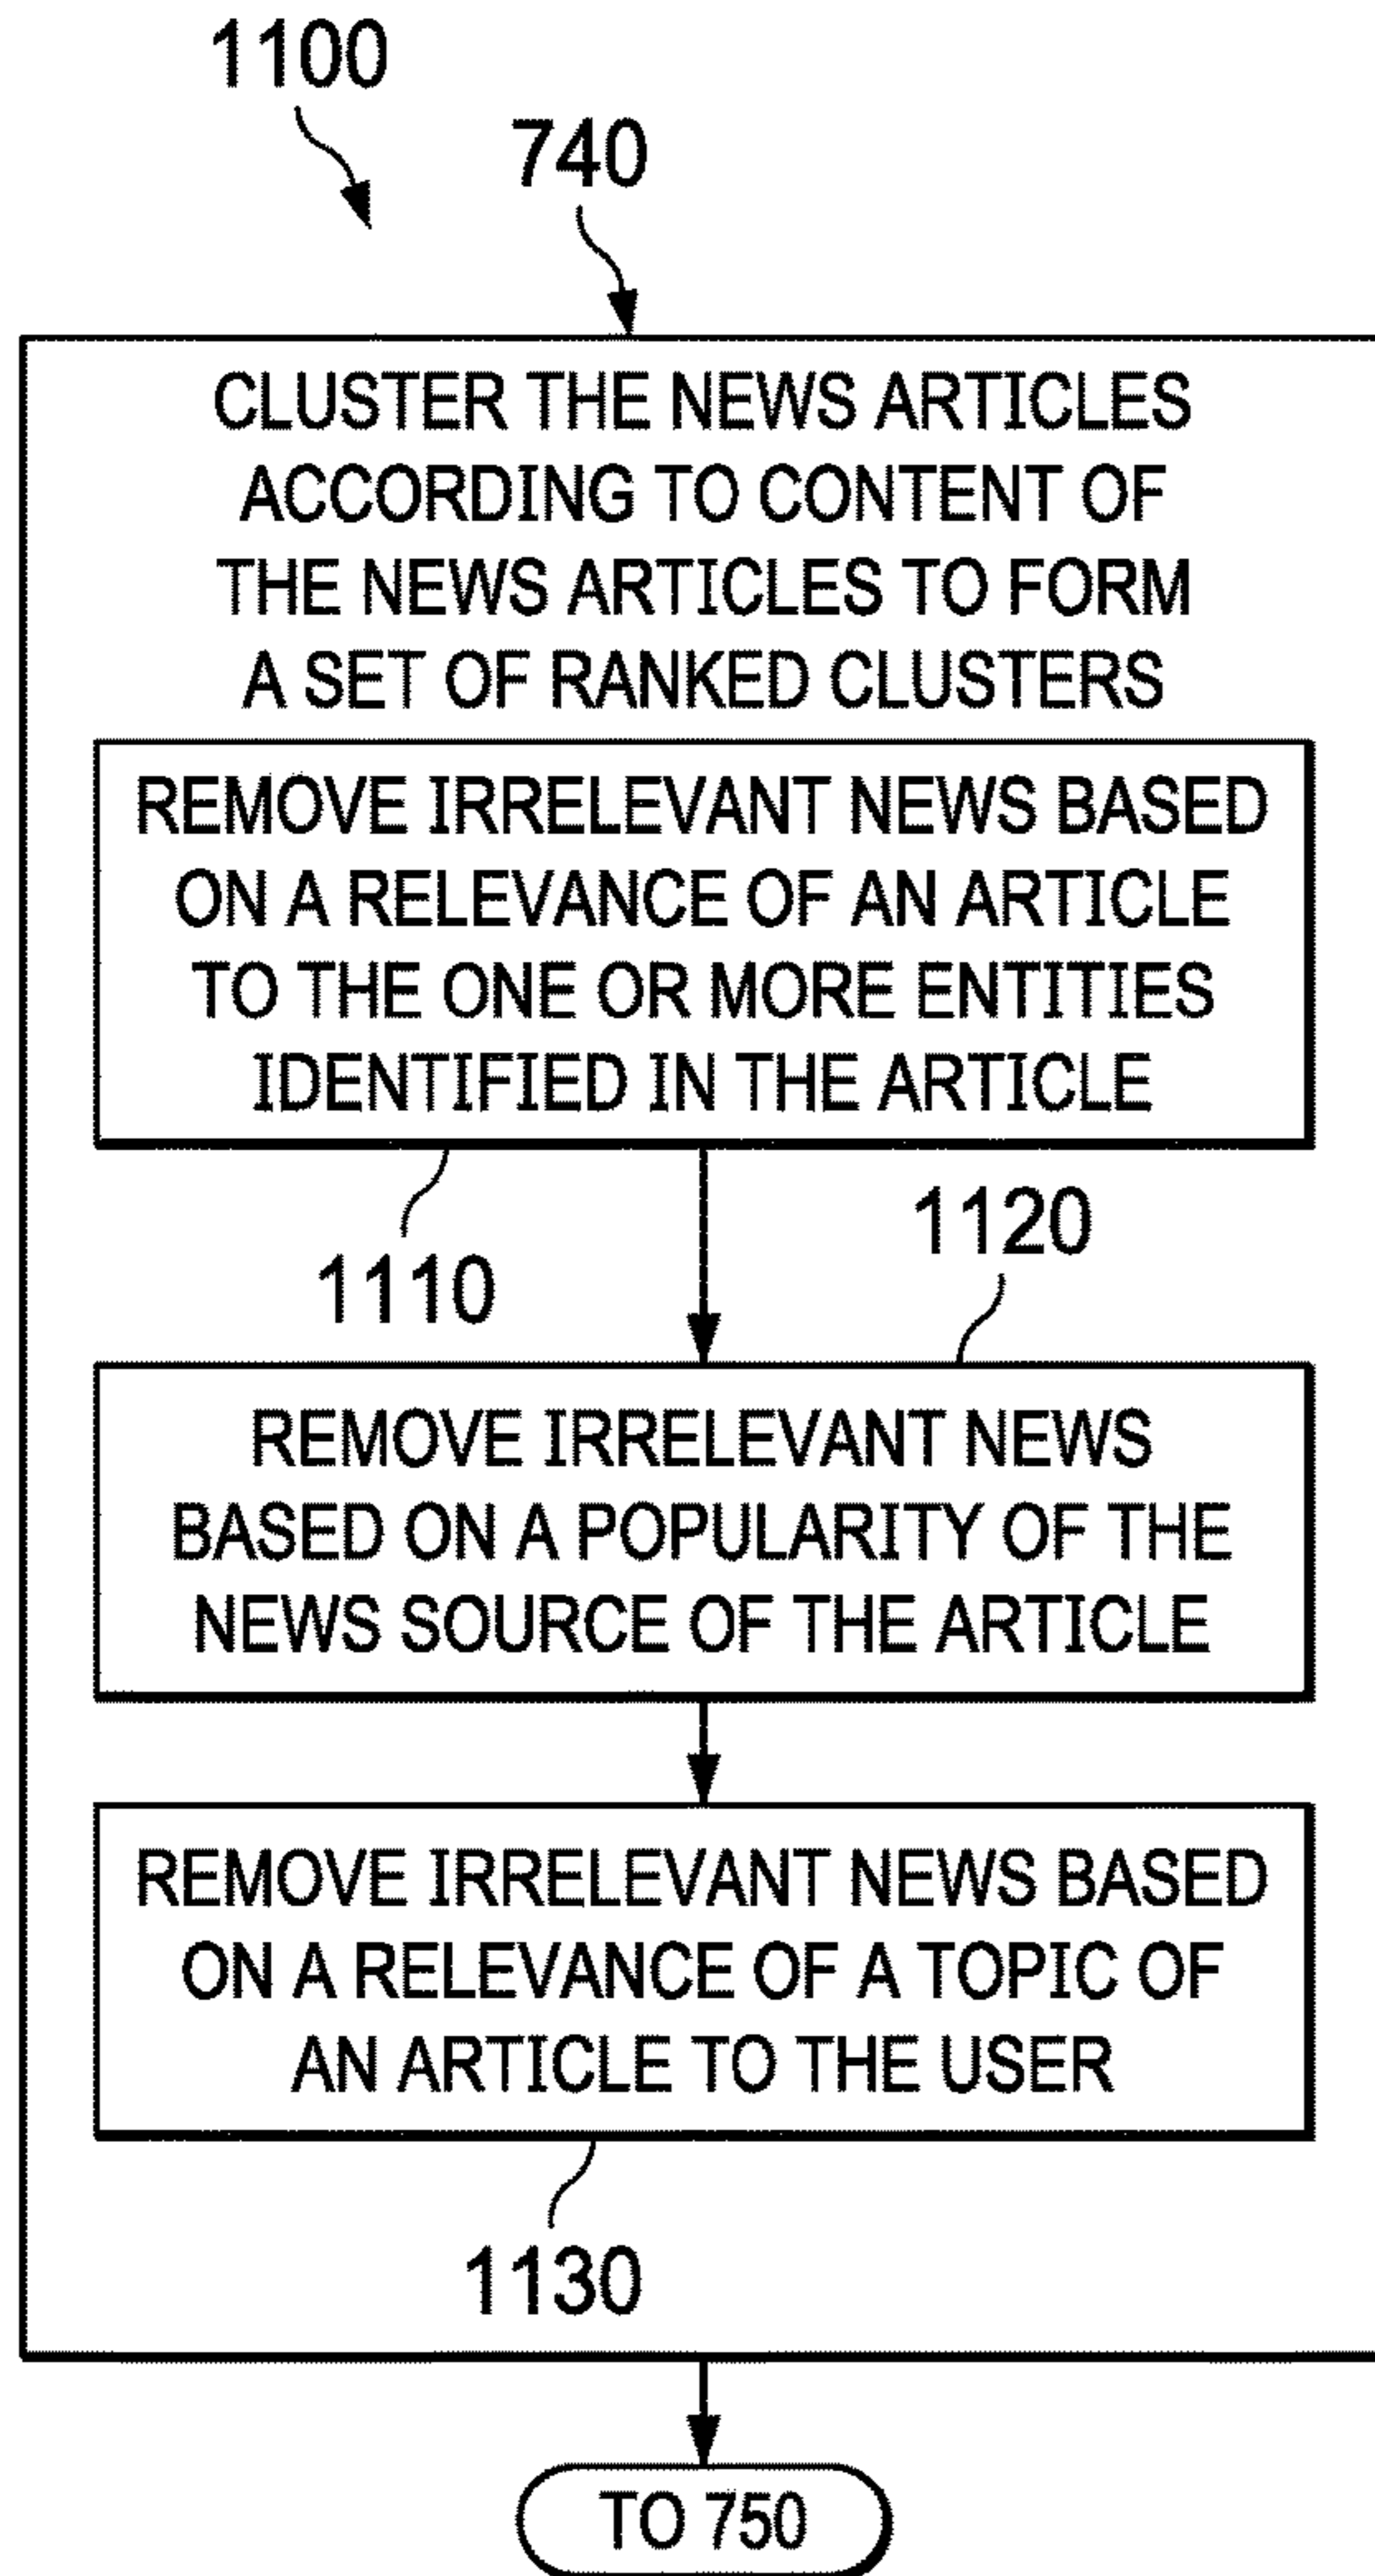 1100
740
CLUSTER THE NEWS ARTICLES
ACCORDING TO CONTENT OF
THE NEWS ARTICLES TO FORM
A SET OF RANKED CLUSTERS
REMOVE IRRELEVANT NEWS BASED
ON A RELEVANCE OF AN ARTICLE
TO THE ONE OR MORE ENTITIES
IDENTIFIED IN THE ARTICLE
1110
1120
REMOVE IRRELEVANT NEWS
BASED ON A POPULARITY OF THE
NEWS SOURCE OF THE ARTICLE
REMOVE IRRELEVANT NEWS BASED
ON A RELEVANCE OF A TOPIC OF
AN ARTICLE TO THE USER
1130
TO 750